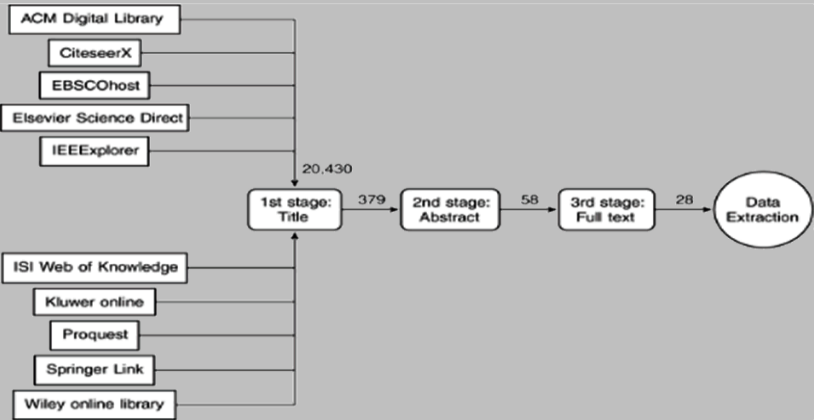 ACM Digital Library
CiteseerX
EBSCOhost
Elsevier Science Direct
IEEExplorer
20,430
1st stage:
Title
379
2nd stage:
Abstract
58
3rd stage:
Full text
28
Data
Extraction
ISI Web of Knowledge
Kluwer online
Proquest
Springer Link
Wiley online library